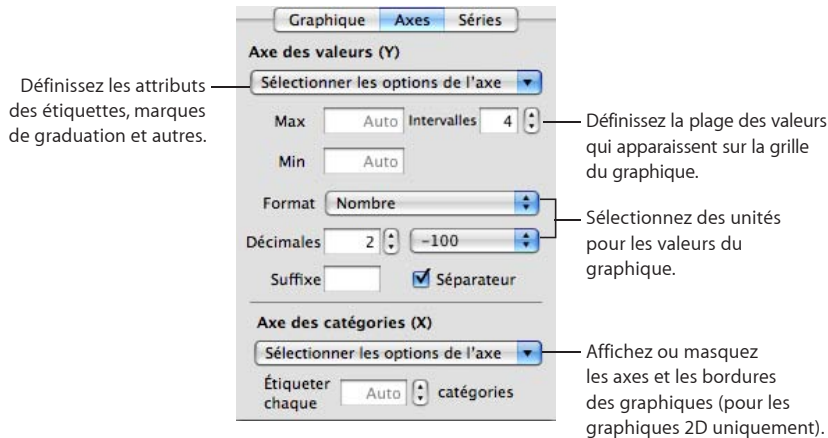 Graphique Axes Séries
Axe des valeurs (Y)
Sélectionner les options de l'axe
Définissez les attributs
des étiquettes, marques
de graduation et autres.
Max Auto Intervalles 4
Min Auto
Définissez la plage des valeurs
qui apparaissent sur la grille
du graphique.
Format Nombre
Décimales 2 -100
Suffixe Séparateur
Sélectionnez des unités
pour les valeurs du
graphique.
Axe des catégories (X)
Sélectionner les options de l'axe
Étiqueter
chaque Auto catégories
Affichez ou masquez
les axes et les bordures
des graphiques (pour les
graphiques 2D uniquement).